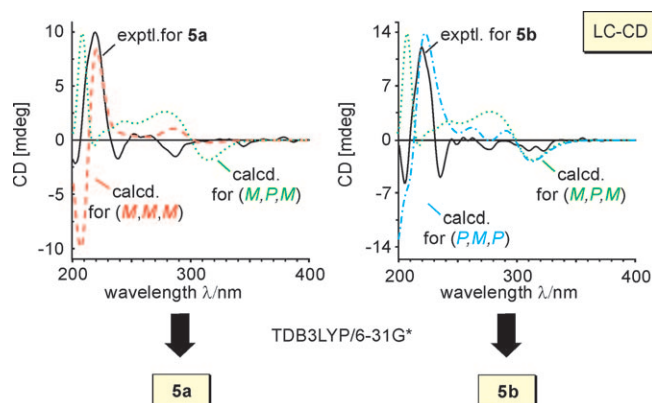 LC-CD
exptl.for 5a
exptl. for 5b
10
5
0
-5
-10
CD [mdeg]
14
7
0
-7
-14
CD [mdeg]
calcd.
for (M,P,M)
calcd.
for (M,M,M)
calcd.
for (M,P,M)
calcd.
for (P,M,P)
200 300 400
wavelength λ/nm
200 300 400
wavelength λ/nm
TDB3LYP/6-31G*
5a
5b